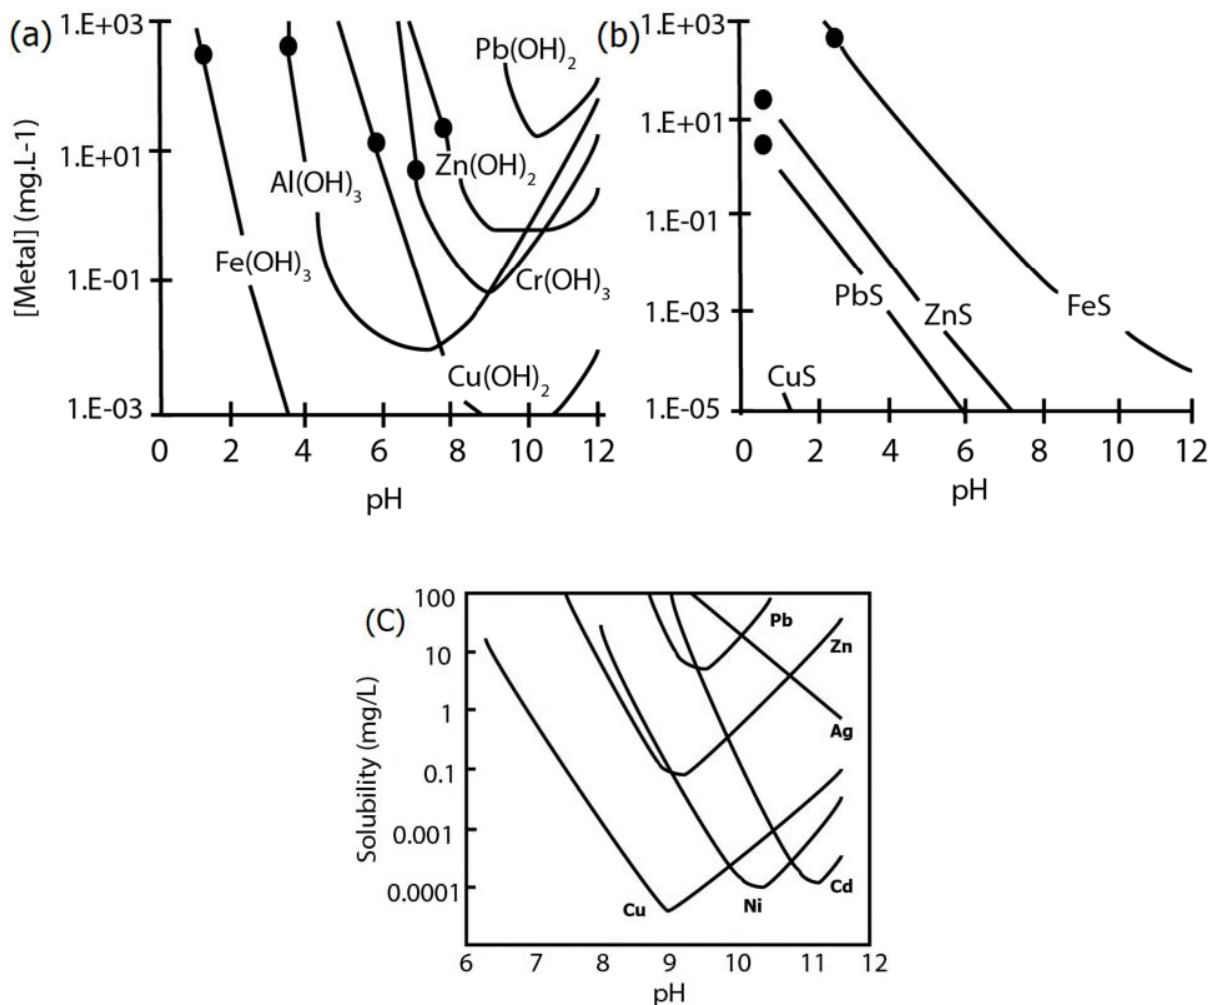 (a)
[Metal] (mg.L-1)
1.E+03
1.E+01
1.E-01
1.E-03
Pb(OH)2
Zn(OH)2
Al(OH)3
Fe(OH)3
Cr(OH)3
Cu(OH)2
0 2 4 6 8 10 12
pH
(b)
1.E+03
1.E+01
1.E-01
1.E-03
1.E-05
PbS
ZnS
FeS
CuS
0 2 4 6 8 10 12
pH
(C)
Solubility (mg/L)
100
10
1
0.1
0.001
0.0001
Pb
Zn
Ag
Cd
Cu
Ni
6 7 8 9 10 11 12
pH